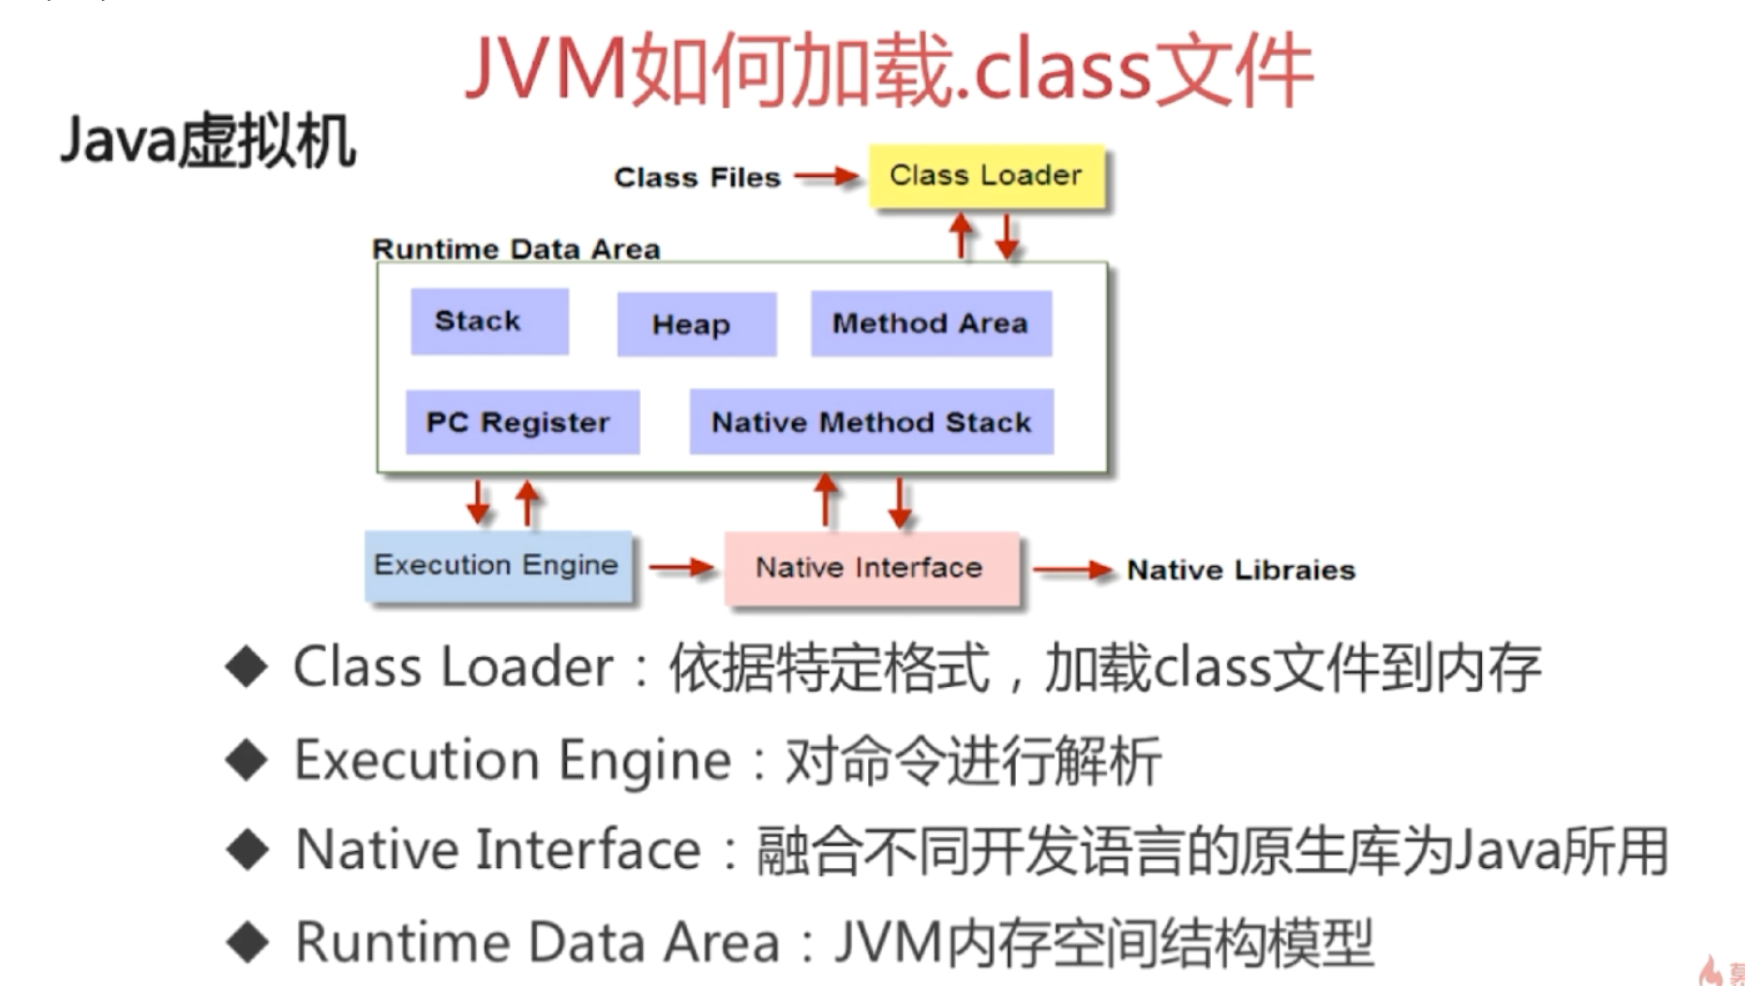 JVM如何加载.class文件
Java虚拟机
Class Files
Class Loader
Runtime Data Area
Stack
Heap
Method Area
PC Register
Native Method Stack
Execution Engine
Native Interface
Native Libraies
◆ Class Loader：依据特定格式，加载class文件到内存
◆ Execution Engine：对命令进行解析
◆ Native Interface：融合不同开发语言的原生库为Java所用
◆ Runtime Data Area：JVM内存空间结构模型